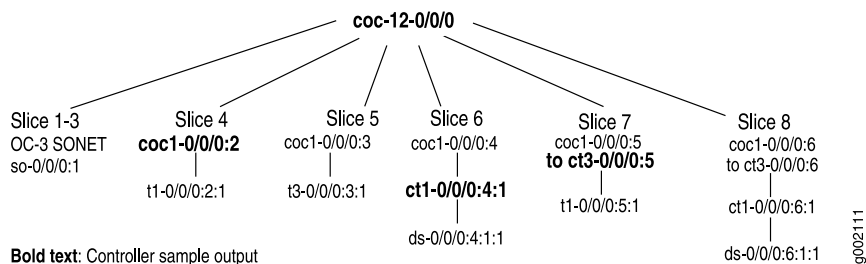 coc-12-0/0/0
Slice 1-3
OC-3 SONET
so-0/0/0:1
Slice 4
coc1-0/0/0:2
t1-0/0/0:2:1
Slice 5
coc1-0/0/0:3
t3-0/0/0:3:1
Slice 6
coc1-0/0/0:4
ct1-0/0/0:4:1
ds-0/0/0:4:1:1
Slice 7
coc1-0/0/0:5
to ct3-0/0/0:5
t1-0/0/0:5:1
Slice 8
coc1-0/0/0:6
to ct3-0/0/0:6
ct1-0/0/0:6:1
ds-0/0/0:6:1:1
Bold text: Controller sample output
g002111